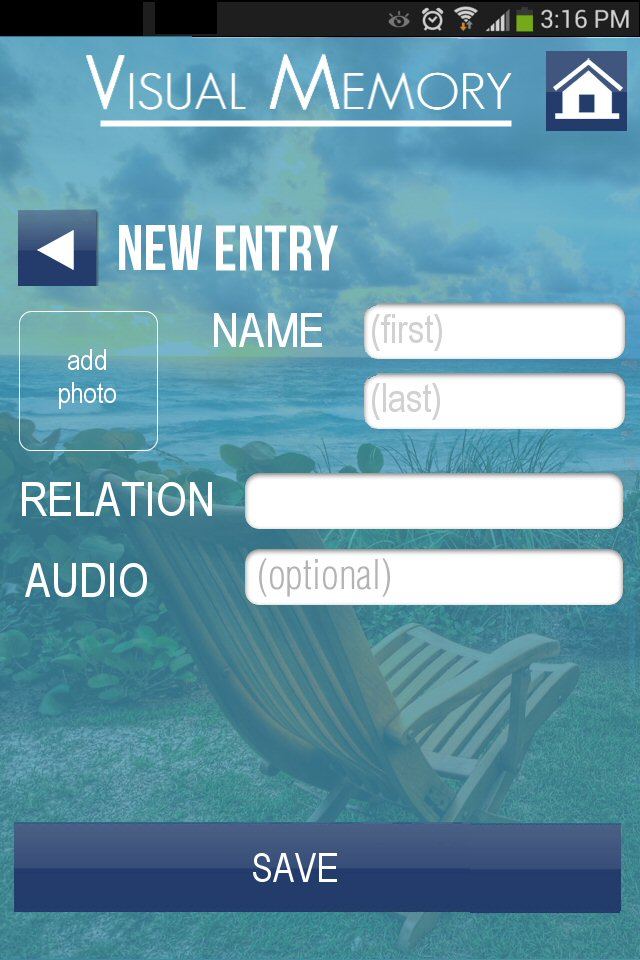 3:16 PM
VISUAL MEMORY
NEW ENTRY
add
photo
NAME
(first)
(last)
RELATION
AUDIO
(optional)
SAVE